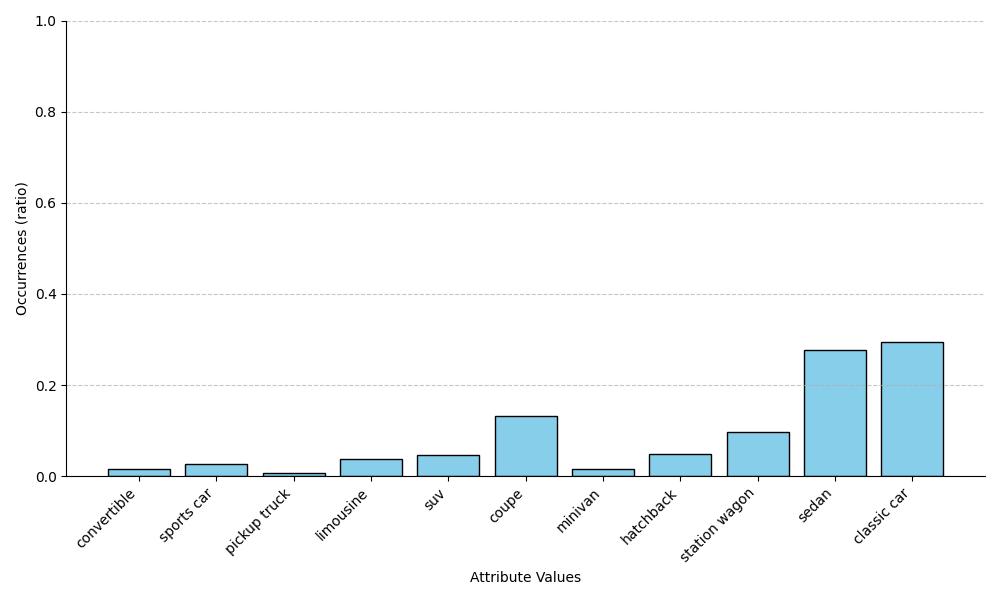 1.0
0.8
0.6
0.4
0.2
0.0
Occurrences (ratio)
convertible
sports car
pickup truck
limousine
suv
coupe
minivan
hatchback
station wagon
sedan
classic car
Attribute Values